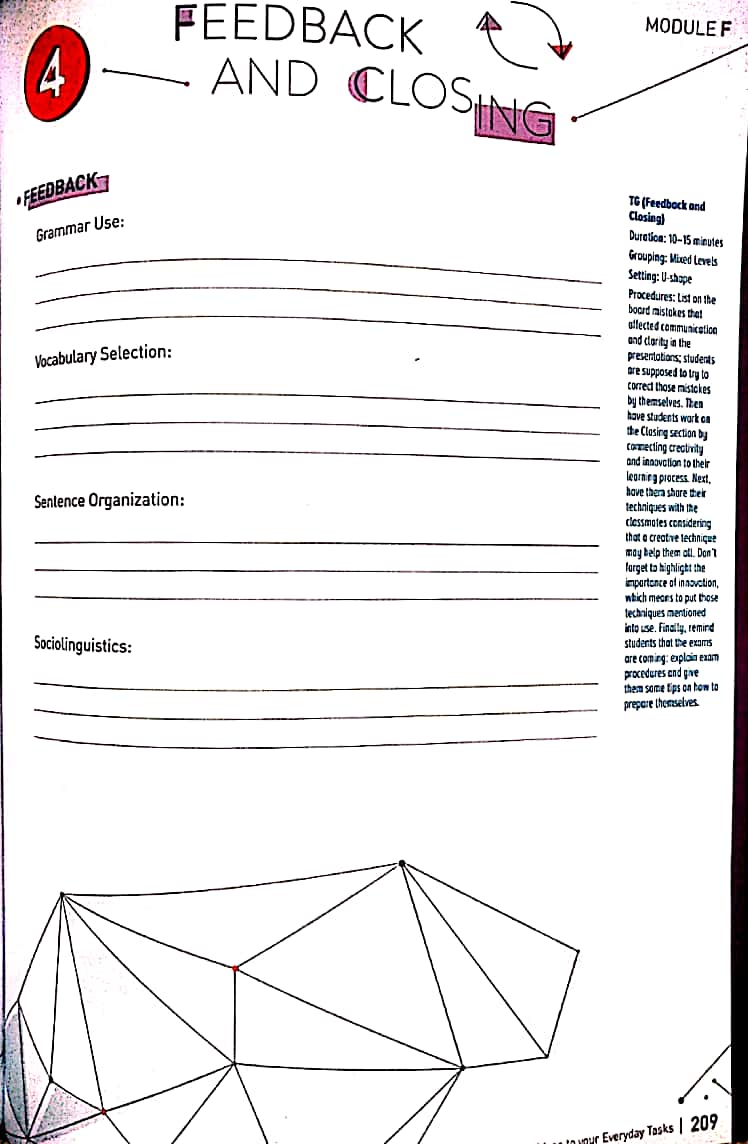 MODULE F
4
FEEDBACK
AND CLOSING
• FEEDBACK
Grammar Use:
Vocabulary Selection:
Sentence Organization:
Sociolinguistics:
TG (Feedback and
Closing)
Duration: 10–15 minutes
Grouping: Mixed Levels
Setting: U-shape
Procedures: List on the
board mistakes that
affected communication
and clarity in the
presentations; students
are supposed to try to
correct those mistakes
by themselves. Then
have students work on
the Closing section by
connecting creativity
and innovation to their
learning process. Next,
have them share their
techniques with the
classmates considering
that a creative technique
may help them all. Don't
forget to highlight the
importance of innovation,
which means to put those
techniques mentioned
into use. Finally, remind
students that the exams
are coming; explain exam
procedures and give
them some tips on how to
prepare themselves.
to your Everyday Tasks | 209